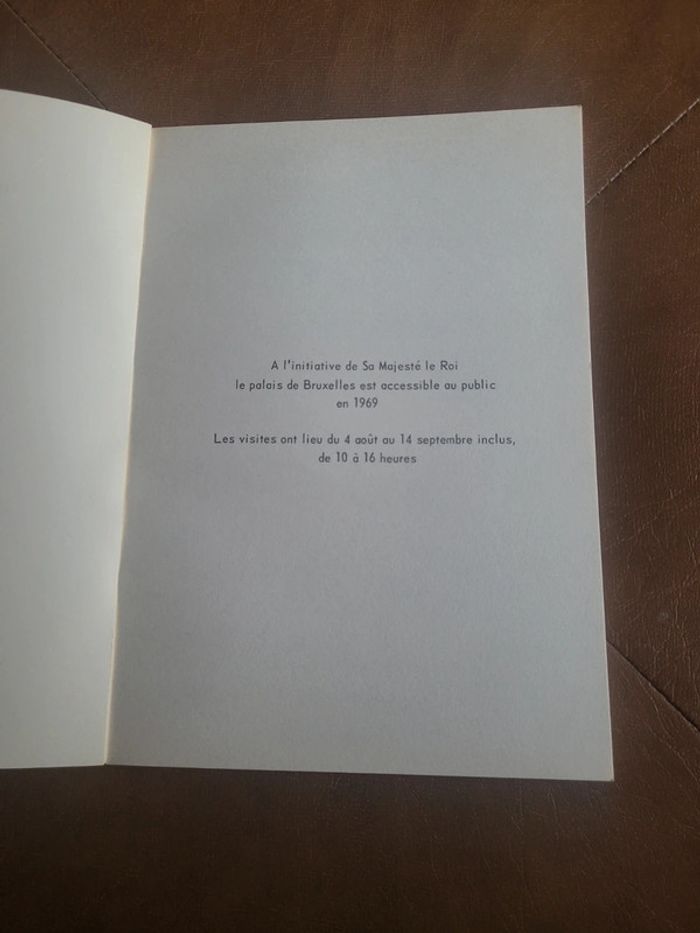 A l'initiative de Sa Majesté le Roi
le palais de Bruxelles est accessible au public
en 1969
Les visites ont lieu du 4 août au 14 septembre inclus,
de 10 à 16 heures